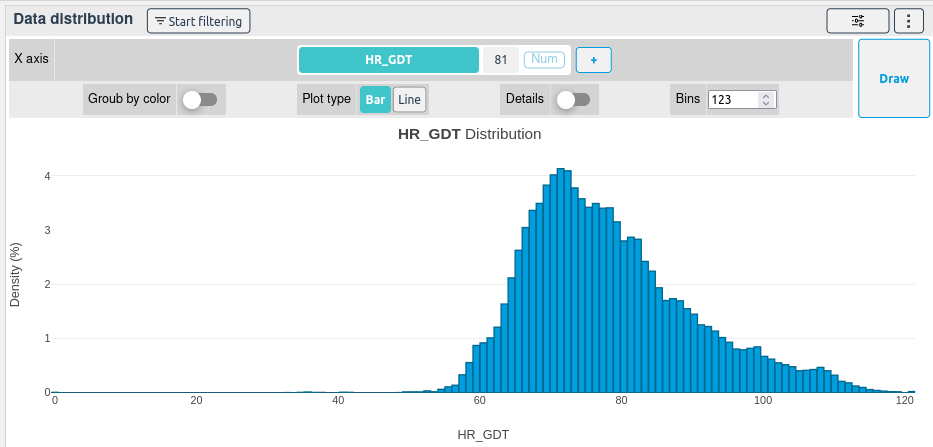 Data distribution Start filtering
X axis HR_GDT 81 Num + Draw
Groub by color Plot type Bar Line Details Bins 123
HR_GDT Distribution
4
3
2
1
0
Density (%)
0 20 40 60 80 100 120
HR_GDT